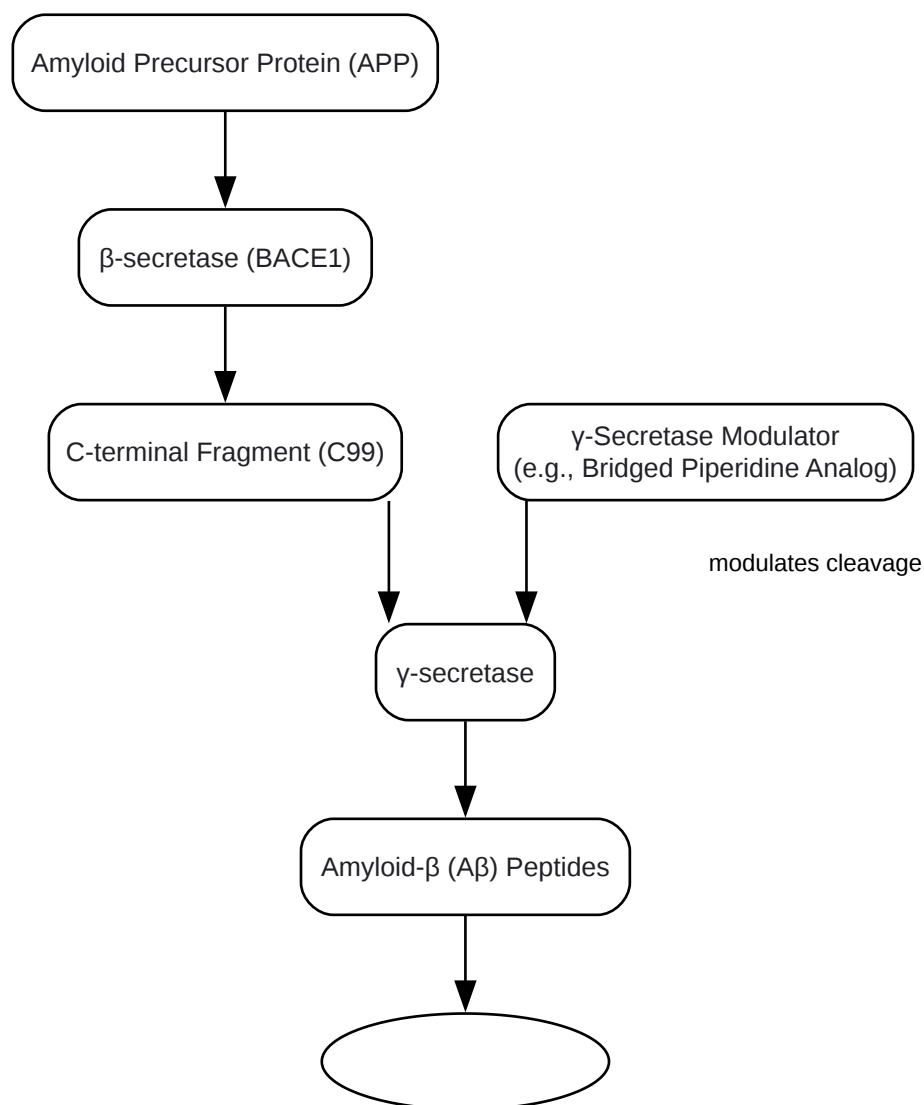 Amyloid Precursor Protein (APP)
β-secretase (BACE1)
C-terminal Fragment (C99)
γ-Secretase Modulator
(e.g., Bridged Piperidine Analog)
modulates cleavage
γ-secretase
Amyloid-β (Aβ) Peptides